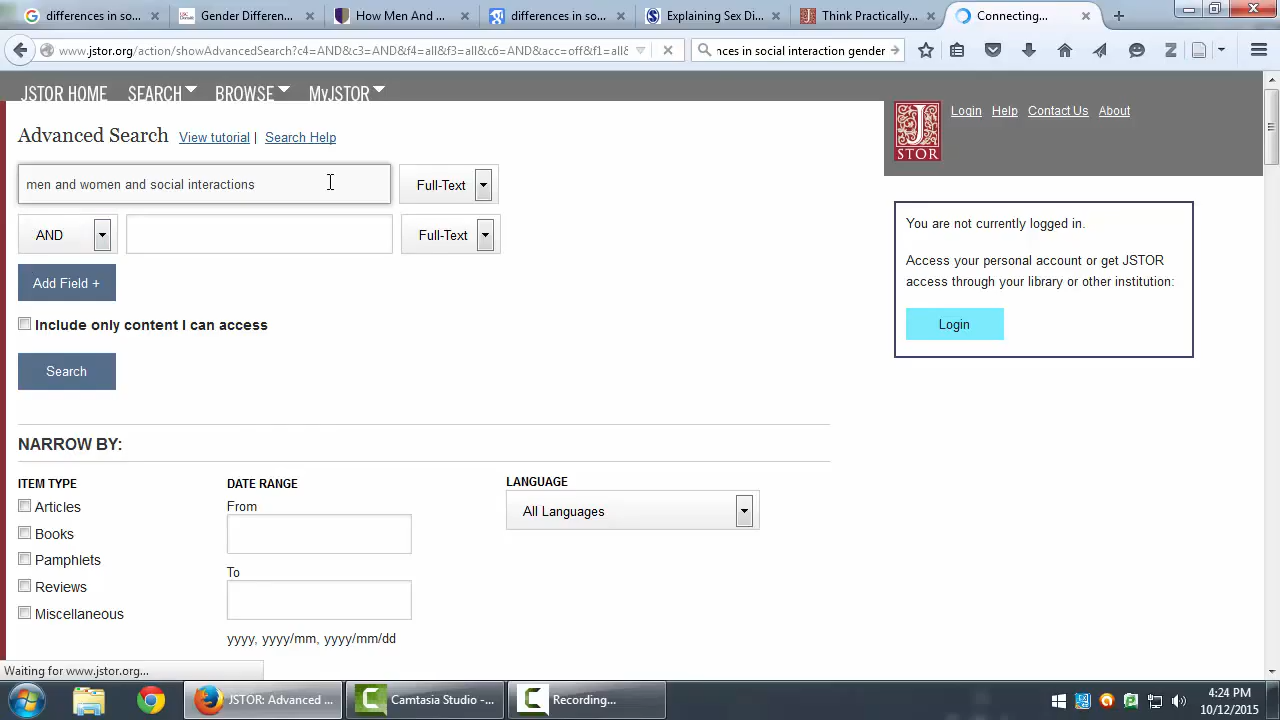 differences in so...
Gender Differen...
How Men And ...
differences in so...
Explaining Sex Di...
Think Practically...
Connecting...
www.jstor.org/action/showAdvancedSearch?c4=AND&c3=AND&f4=all&f3=all&c6=AND&acc=off&f1=all&
nces in social interaction gender
JSTOR HOME SEARCH BROWSE MyJSTOR
Login Help Contact Us About
JSTOR
Advanced Search View tutorial | Search Help
men and women and social interactions Full-Text
AND Full-Text
Add Field +
Include only content I can access
Search
You are not currently logged in.
Access your personal account or get JSTOR
access through your library or other institution:
Login
NARROW BY:
ITEM TYPE
Articles
Books
Pamphlets
Reviews
Miscellaneous
DATE RANGE
From
To
yyyy, yyyy/mm, yyyy/mm/dd
LANGUAGE
All Languages
Waiting for www.jstor.org...
JSTOR: Advanced ...
Camtasia Studio -...
Recording...
4:24 PM
10/12/2015